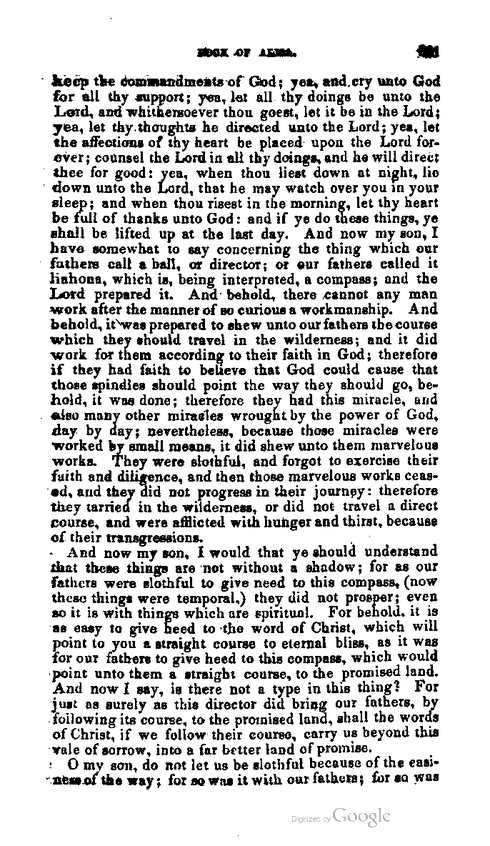 BOOK OF ALMA.
keep the commandments of God; yea, and cry unto God
for all thy support; yea, let all thy doings be unto the
Lord, and whithersoever thou goest, let it be in the Lord;
yea, let thy thoughts he directed unto the Lord; yea, let
the affections of thy heart be placed upon the Lord for-
ever; counsel the Lord in all thy doings, and he will direct
thee for good: yea, when thou liest down at night, lie
down unto the Lord, that he may watch over you in your
sleep; and when thou risest in the morning, let thy heart
be full of thanks unto God: and if ye do these things, ye
shall be lifted up at the last day. And now my son, I
have somewhat to say concerning the thing which our
fathers call a ball, or director; or our fathers called it
liahona, which is, being interpreted, a compass; and the
Lord prepared it. And behold, there cannot any man
work after the manner of so curious a workmanship. And
behold, it was prepared to shew unto our fathers the course
which they should travel in the wilderness; and it did
work for them according to their faith in God; therefore
if they had faith to believe that God could cause that
those spindles should point the way they should go, be-
hold, it was done; therefore they had this miracle, and
also many other miracles wrought by the power of God,
day by day; nevertheless, because those miracles were
worked by small means, it did shew unto them marvelous
works. They were slothful, and forgot to exercise their
faith and diligence, and then those marvelous works ceas-
ed, and they did not progress in their journey: therefore
they tarried in the wilderness, or did not travel a direct
course, and were afflicted with hunger and thirst, because
of their transgressions.
And now my son, I would that ye should understand
that these things are not without a shadow; for as our
fathers were slothful to give need to this compass, (now
these things were temporal,) they did not prosper; even
so it is with things which are spiritual. For behold, it is
as easy to give heed to the word of Christ, which will
point to you a straight course to eternal bliss, as it was
for our fathers to give heed to this compass, which would
point unto them a straight course, to the promised land.
And now I say, is there not a type in this thing? For
just as surely as this director did bring our fathers, by
following its course, to the promised land, shall the words
of Christ, if we follow their course, carry us beyond this
vale of sorrow, into a far better land of promise.
O my son, do not let us be slothful because of the easi-
ness of the way; for so was it with our fathers; for so was
Digitized by Google